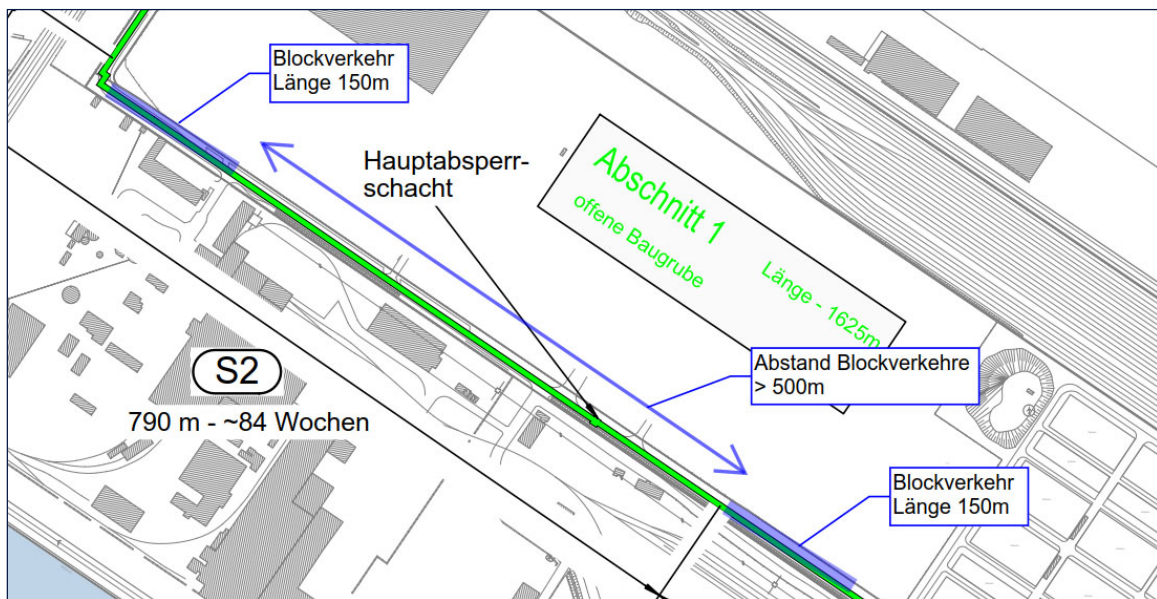 Blockverkehr
Länge 150m
Hauptabsperr-
schacht
Abschnitt 1
offene Baugrube
Länge - 1625m
Abstand Blockverkehre
> 500m
S2
790 m - ~84 Wochen
Blockverkehr
Länge 150m